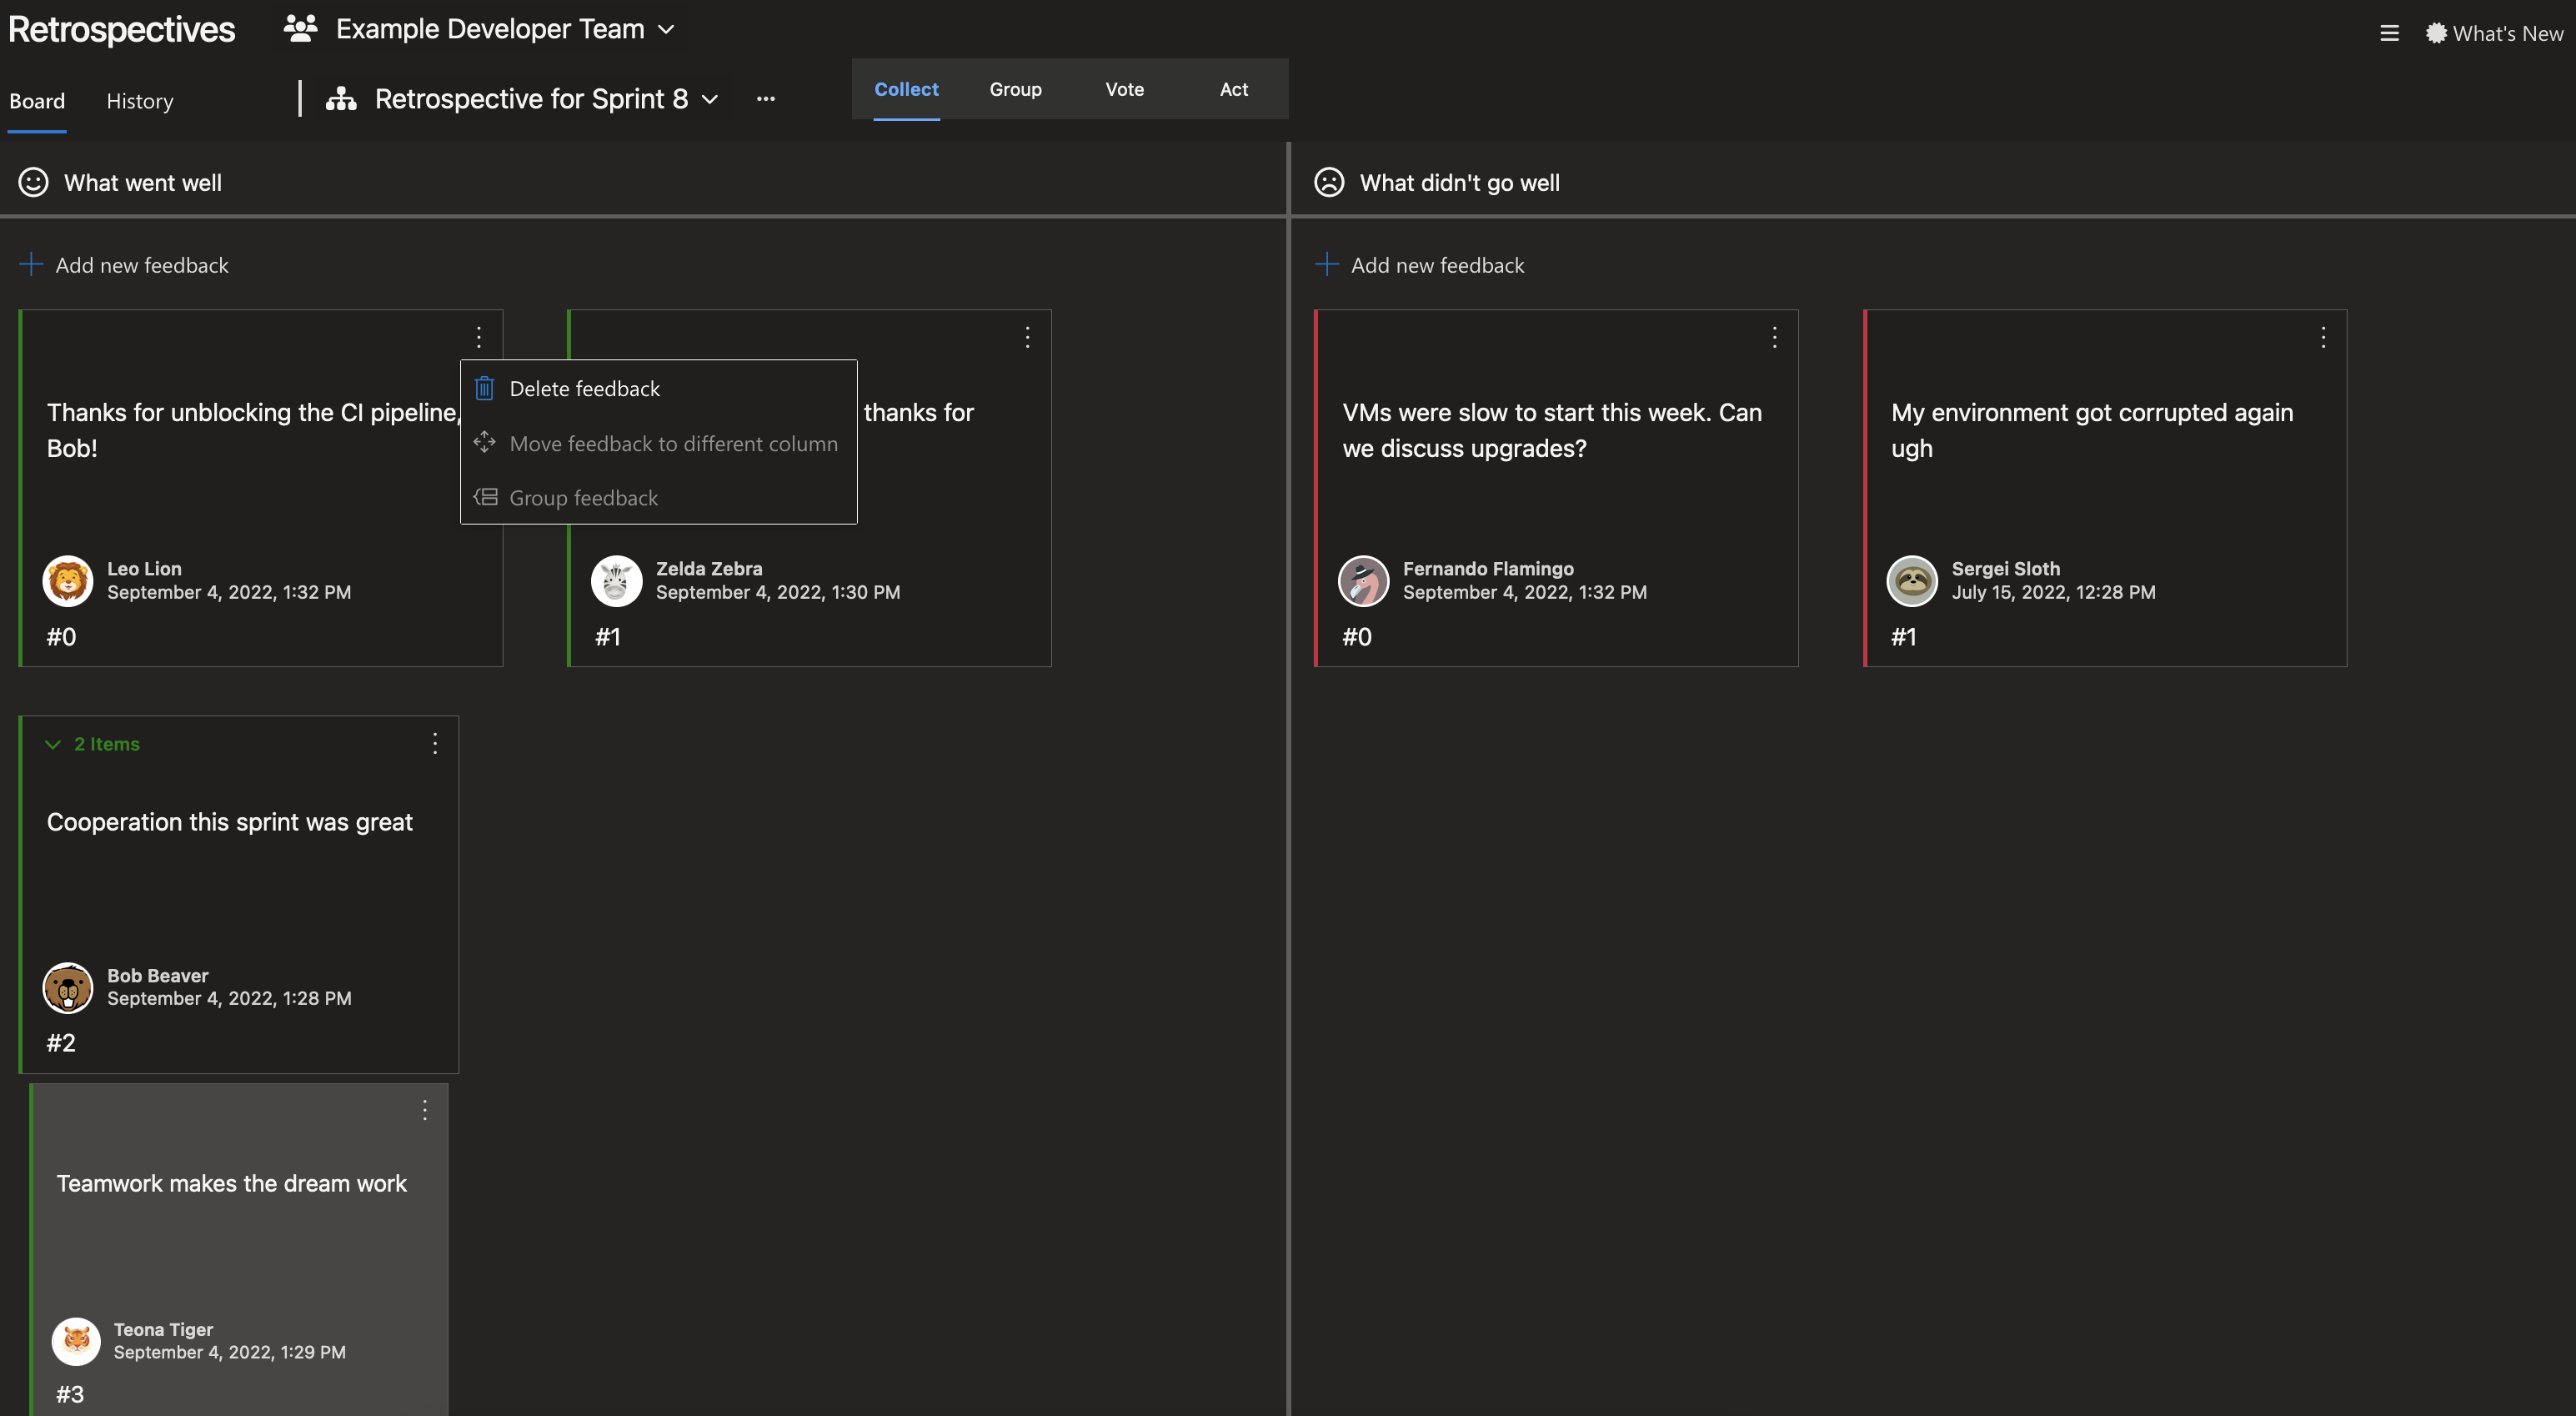 Retrospectives
Example Developer Team
What's New
Board
History
Retrospective for Sprint 8
Collect
Group
Vote
Act
What went well
Add new feedback
Thanks for unblocking the CI pipeline,
Bob!
Leo Lion
September 4, 2022, 1:32 PM
#0
Delete feedback
Move feedback to different column
Group feedback
thanks for
Zelda Zebra
September 4, 2022, 1:30 PM
#1
2 Items
Cooperation this sprint was great
Bob Beaver
September 4, 2022, 1:28 PM
#2
Teamwork makes the dream work
Teona Tiger
September 4, 2022, 1:29 PM
#3
What didn't go well
Add new feedback
VMs were slow to start this week. Can
we discuss upgrades?
Fernando Flamingo
September 4, 2022, 1:32 PM
#0
My environment got corrupted again
ugh
Sergei Sloth
July 15, 2022, 12:28 PM
#1